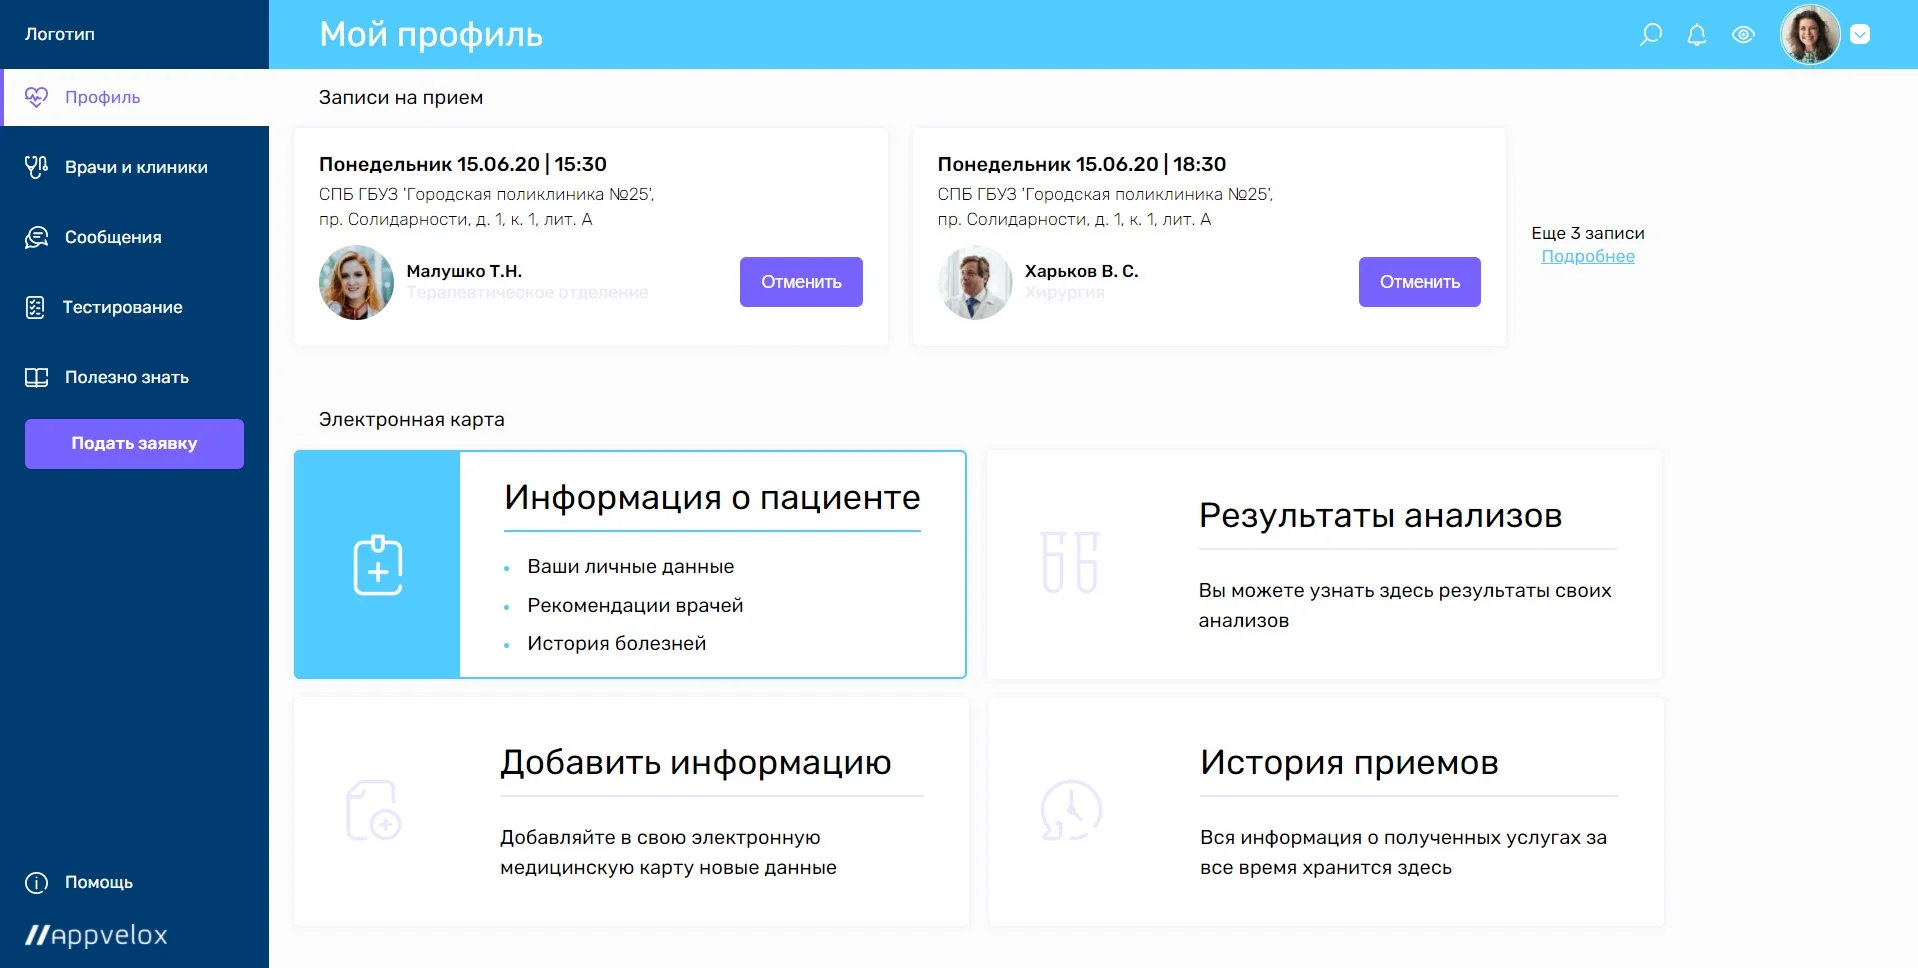 Логотип
Мой профиль
Профиль
Врачи и клиники
Сообщения
Тестирование
Полезно знать
Подать заявку
Помощь
appvelox
Записи на прием
Понедельник 15.06.20 | 15:30
СПБ ГБУЗ 'Городская поликлиника №25',
пр. Солидарности, д. 1, к. 1, лит. А
Малушко Т.Н.
Терапевтическое отделение
Отменить
Понедельник 15.06.20 | 18:30
СПБ ГБУЗ 'Городская поликлиника №25',
пр. Солидарности, д. 1, к. 1, лит. А
Харьков В. С.
Хирургия
Отменить
Еще 3 записи
Подробнее
Электронная карта
Информация о пациенте
• Ваши личные данные
• Рекомендации врачей
• История болезней
Результаты анализов
Вы можете узнать здесь результаты своих
анализов
Добавить информацию
Добавляйте в свою электронную
медицинскую карту новые данные
История приемов
Вся информация о полученных услугах за
все время хранится здесь